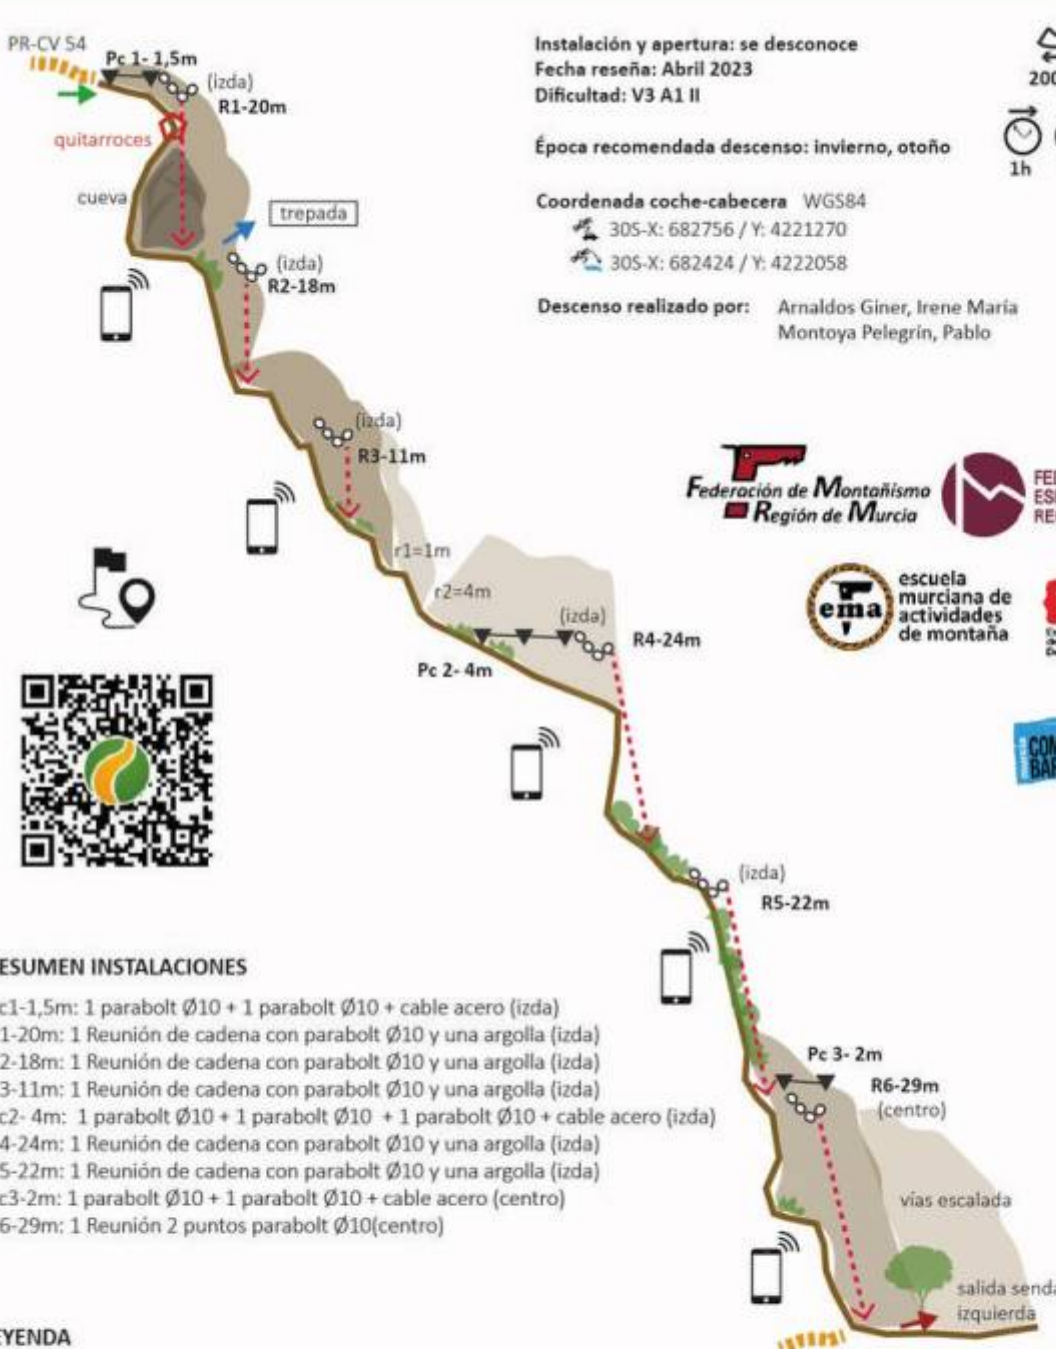 PR-CV 54
Pc 1- 1,5m
(izda)
R1-20m
quitarroces
cueva
trepada
(izda)
R2-18m
Instalación y apertura: se desconoce
Fecha reseña: Abril 2023
Dificultad: V3 A1 II
Época recomendada descenso: invierno, otoño
Coordenada coche-cabecera WGS84
30S-X: 682756 / Y: 4221270
30S-X: 682424 / Y: 4222058
Descenso realizado por: Arnaldos Giner, Irene María
Montoya Pelegrín, Pablo
200
1h
(izda)
R3-11m
r1=1m
r2=4m
Federación de Montañismo
Región de Murcia
ema
escuela
murciana de
actividades
de montaña
(izda)
R4-24m
Pc 2- 4m
(izda)
R5-22m
Pc 3- 2m
R6-29m
(centro)
vías escalada
salida senda
izquierda
ESUMEN INSTALACIONES
c1-1,5m: 1 parabolt Ø10 + 1 parabolt Ø10 + cable acero (izda)
1-20m: 1 Reunión de cadena con parabolt Ø10 y una argolla (izda)
2-18m: 1 Reunión de cadena con parabolt Ø10 y una argolla (izda)
3-11m: 1 Reunión de cadena con parabolt Ø10 y una argolla (izda)
c2- 4m: 1 parabolt Ø10 + 1 parabolt Ø10 + 1 parabolt Ø10 + cable acero (izda)
4-24m: 1 Reunión de cadena con parabolt Ø10 y una argolla (izda)
5-22m: 1 Reunión de cadena con parabolt Ø10 y una argolla (izda)
c3-2m: 1 parabolt Ø10 + 1 parabolt Ø10 + cable acero (centro)
6-29m: 1 Reunión 2 puntos parabolt Ø10(centro)
EYENDA